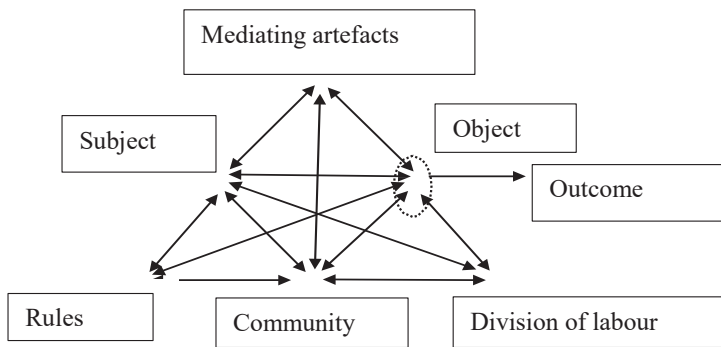 Mediating artefacts
Object
Subject
Outcome
Rules
Community
Division of labour